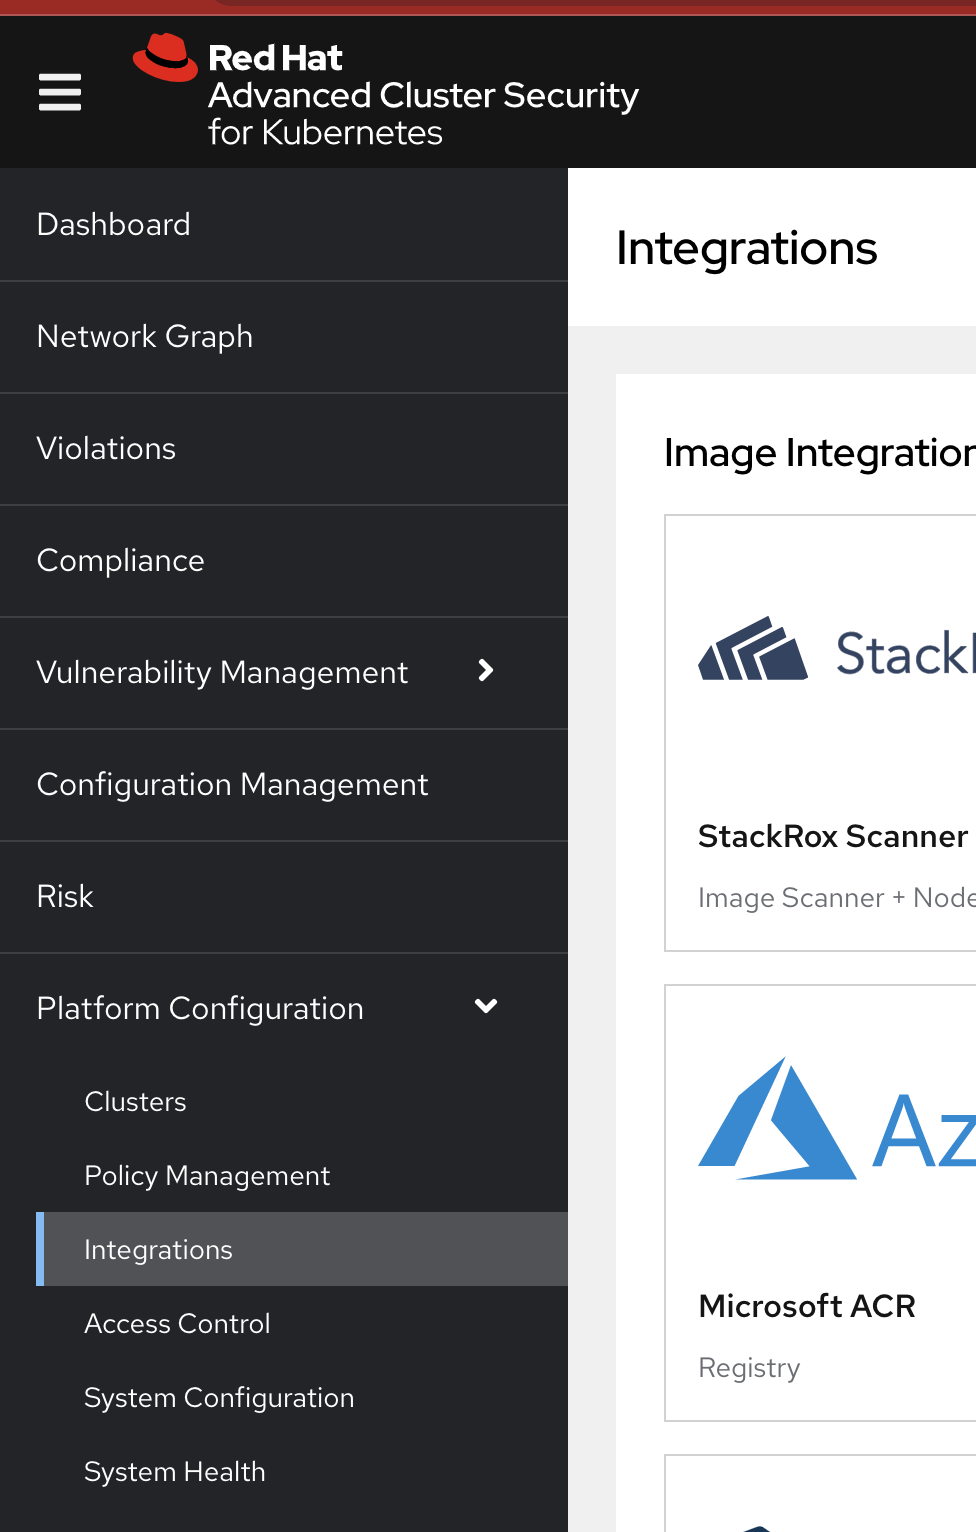 Red Hat
Advanced Cluster Security
for Kubernetes
Dashboard
Network Graph
Violations
Compliance
Vulnerability Management
Configuration Management
Risk
Platform Configuration
Clusters
Policy Management
Integrations
Access Control
System Configuration
System Health
Integrations
Image Integration
Stack
StackRox Scanner
Image Scanner + Node
Az
Microsoft ACR
Registry